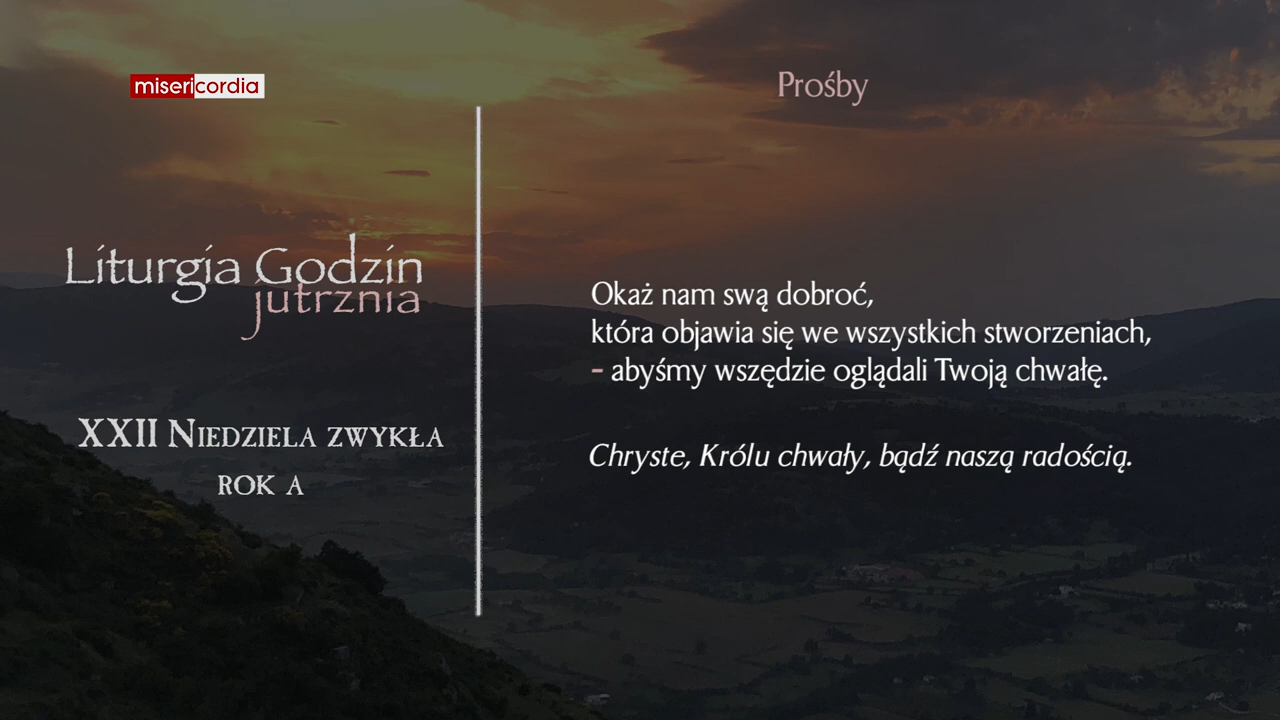 misericordia
Liturgia Godzin
jutrznia
XXII Niedziela zwykła
rok a
Prośby
Okaż nam swą dobroć,
która objawia się we wszystkich stworzeniach,
- abyśmy wszędzie oglądali Twoją chwałę.
Chryste, Królu chwały, bądź naszą radością.